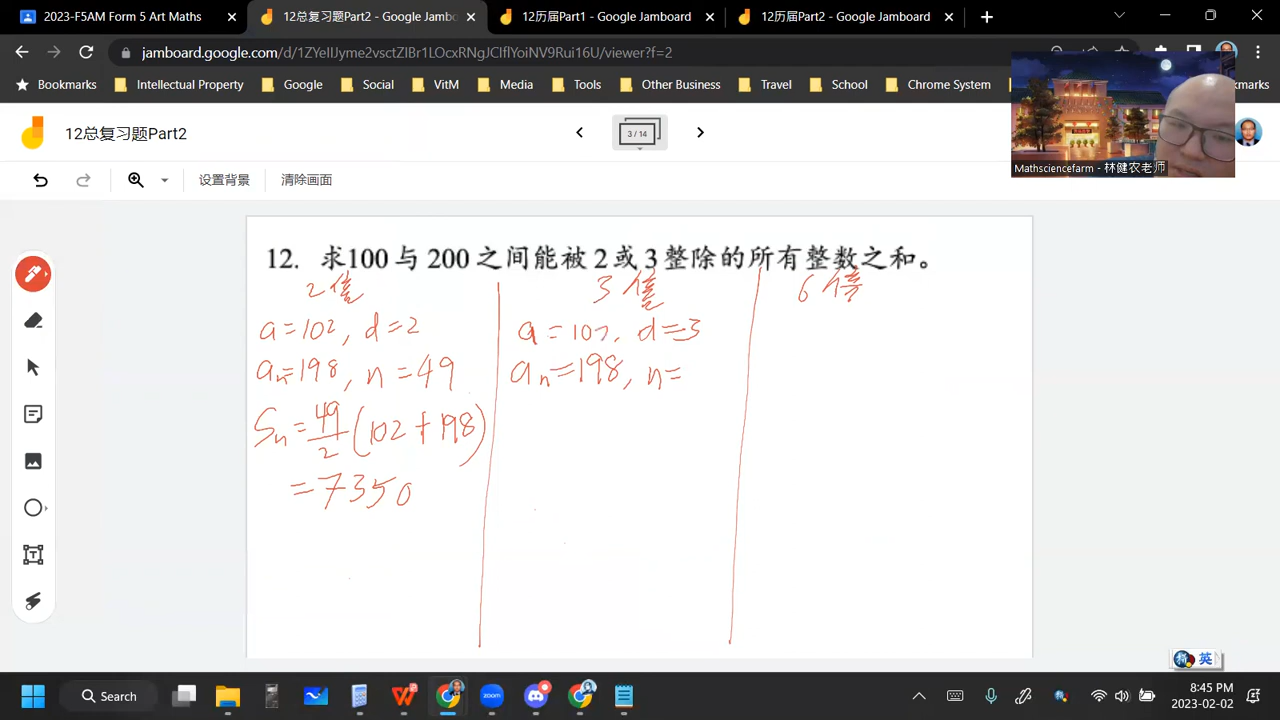 2023-F5AM Form 5 Art Maths
12总复习题Part2 - Google Jambo
12历届Part1 - Google Jamboard
12历届Part2 - Google Jamboard
jamboard.google.com/d/1ZYeIIJyme2vsctZIBr1LOcxRNgJCIflYoiNV9Rui16U/viewer?f=2
Bookmarks
Intellectual Property
Google
Social
VitM
Media
Tools
Other Business
Travel
School
Chrome System
Bookmarks
12总复习题Part2
3 / 14
Mathsciencefarm - 林健农老师
设置背景
清除画面
12. 求100与200之间能被2或3整除的所有整数之和。
2倍
3倍
6倍
a=102, d=2
a=102, d=3
an=198, n=49
an=198, n=
Sn=49/2(102+198)
=7350
英
Search
8:45 PM
2023-02-02